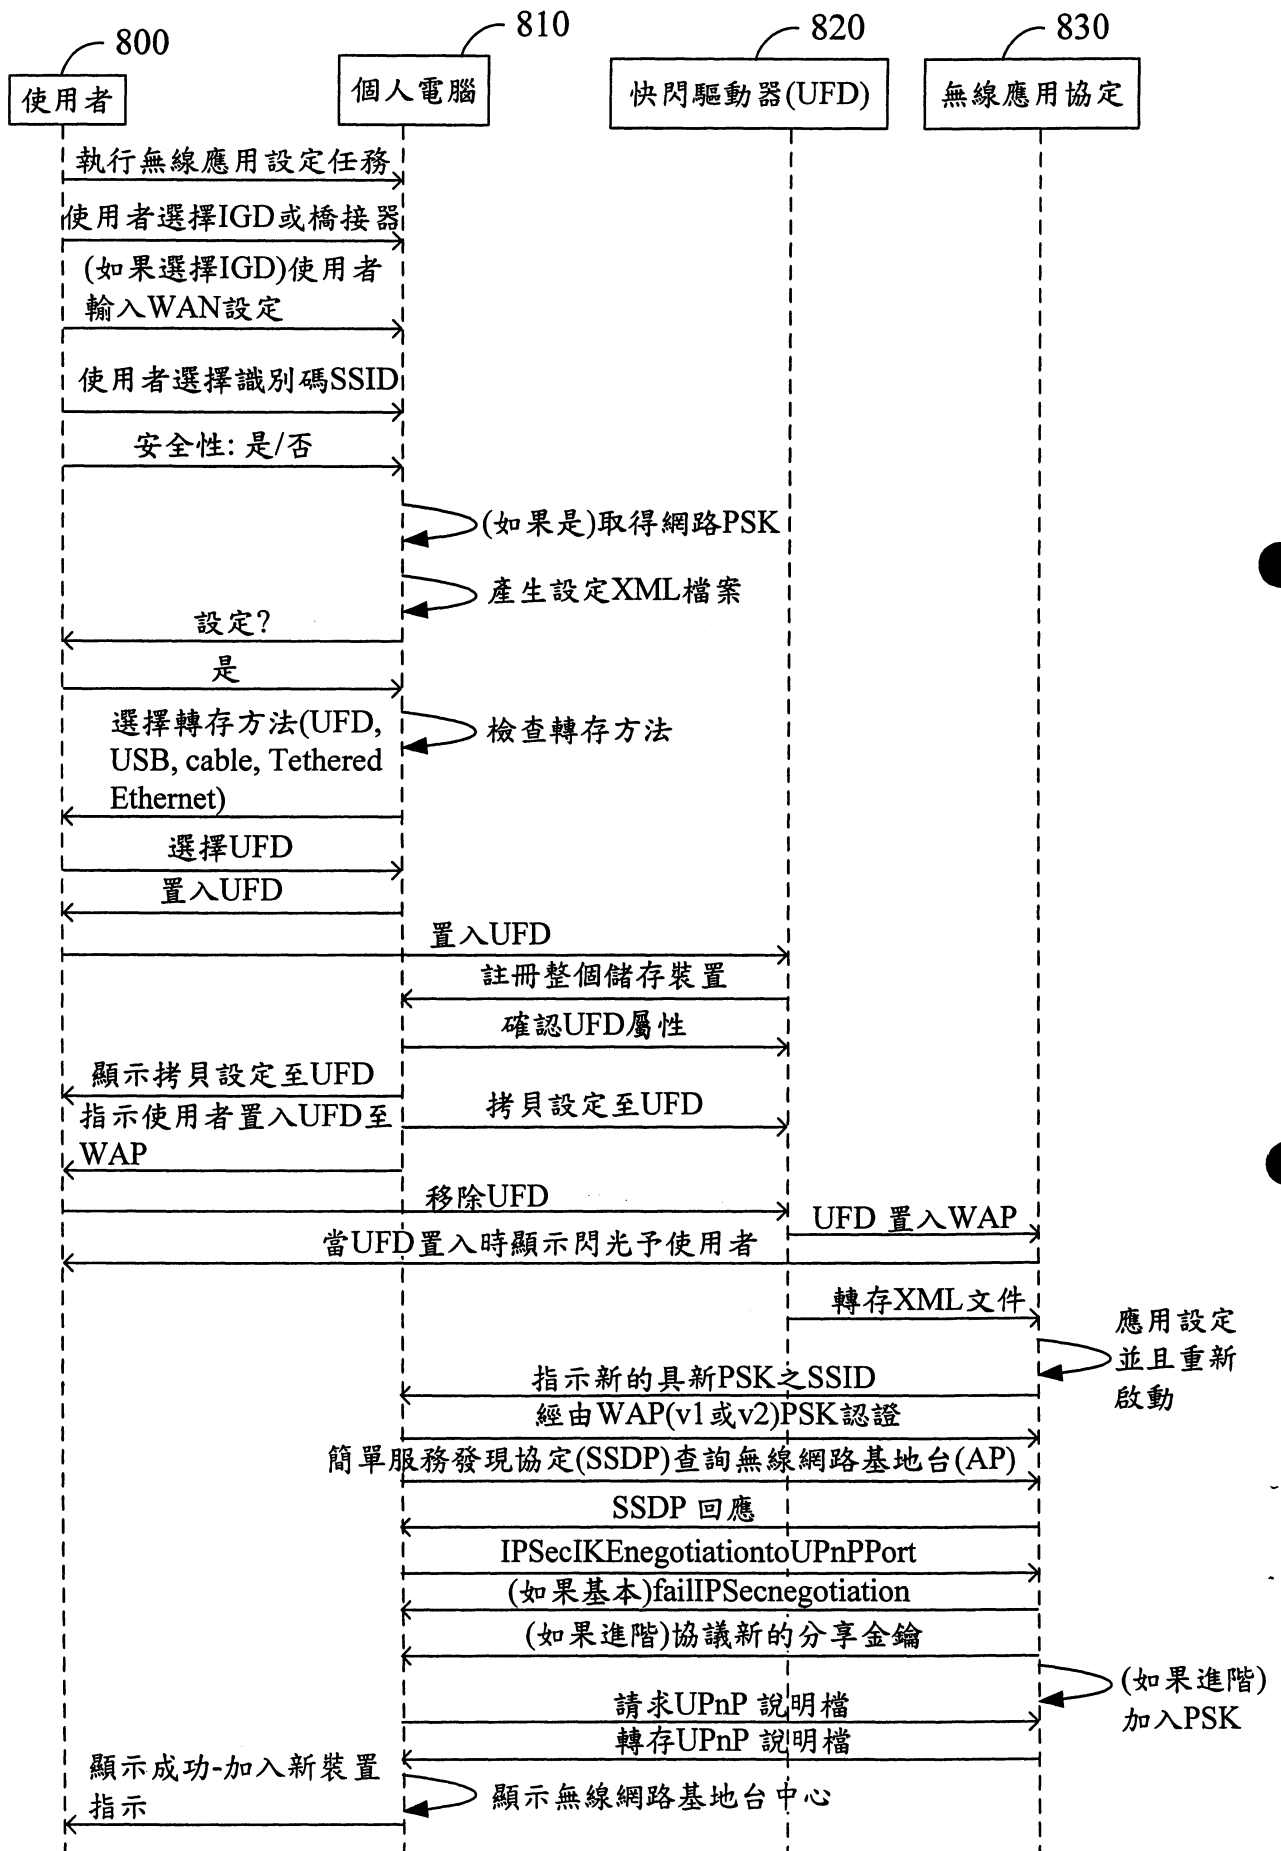 800
810
820
830
使用者
個人電腦
快閃驅動器(UFD)
無線應用協定
執行無線應用設定任務
使用者選擇IGD或橋接器
(如果選擇IGD)使用者
輸入WAN設定
使用者選擇識別碼SSID
安全性: 是/否
(如果是)取得網路PSK
產生設定XML檔案
設定?
是
選擇轉存方法(UFD,
USB, cable, Tethered
Ethernet)
檢查轉存方法
選擇UFD
置入UFD
置入UFD
註冊整個儲存裝置
確認UFD屬性
顯示拷貝設定至UFD
拷貝設定至UFD
指示使用者置入UFD至
WAP
移除UFD
UFD 置入WAP
當UFD置入時顯示閃光予使用者
轉存XML文件
應用設定
並且重新
啟動
指示新的具新PSK之SSID
經由WAP(v1或v2)PSK認證
簡單服務發現協定(SSDP)查詢無線網路基地台(AP)
SSDP 回應
IPSecIKEnegotiationtoUPnPPort
(如果基本)failIPSecnegotiation
(如果進階)協議新的分享金鑰
(如果進階)
加入PSK
請求UPnP 說明檔
轉存UPnP 說明檔
顯示成功-加入新裝置
指示
顯示無線網路基地台中心